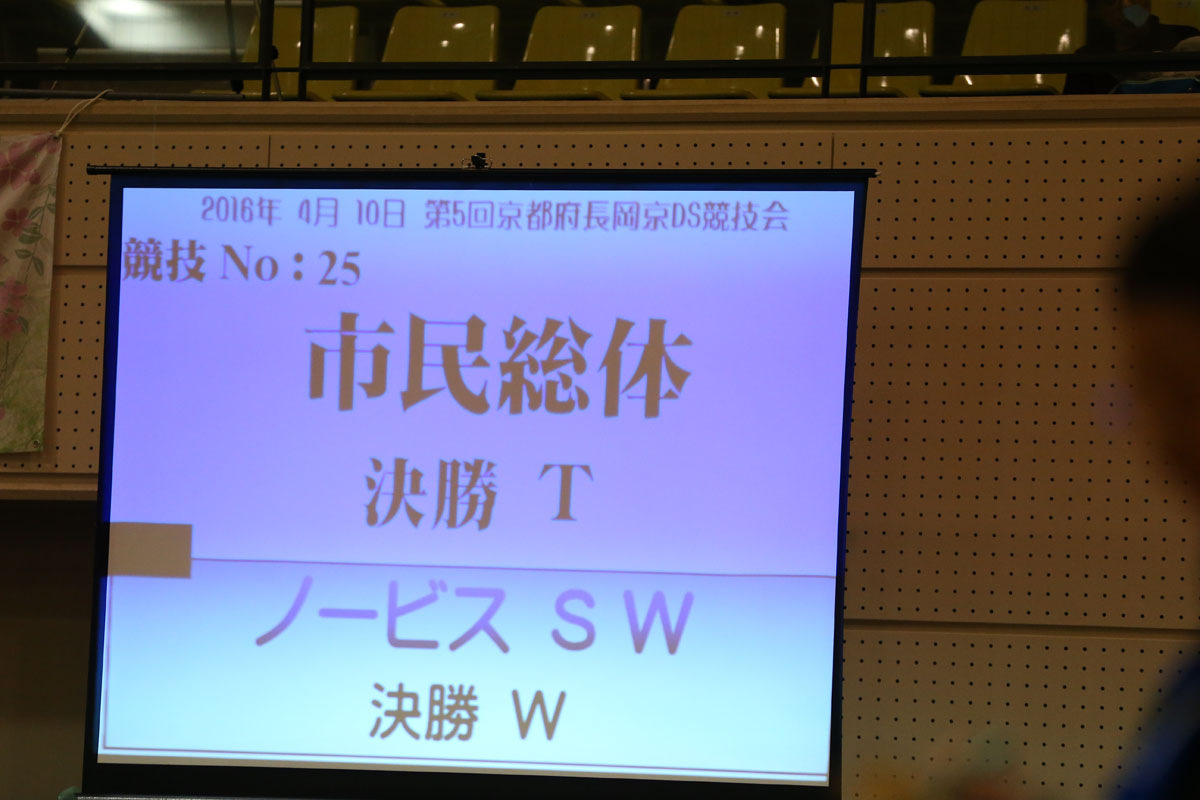 2016年 4月 10日 第5回京都府長岡京DS競技会
競技 No : 25
市民総体
決勝 T
ノービス S W
決勝 W